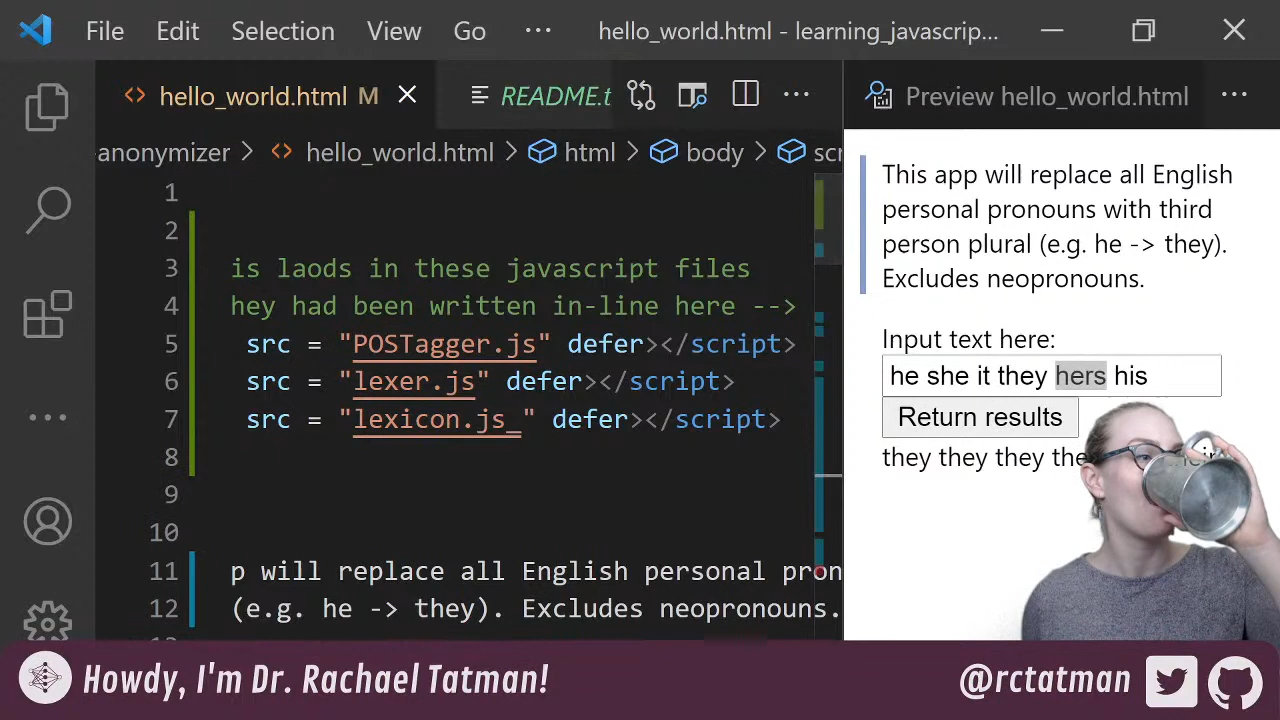 File Edit Selection View Go ··· hello_world.html - learning_javascrip...
hello_world.html M README.t Preview hello_world.html
anonymizer > hello_world.html > html > body > scr
1
2
3 is laods in these javascript files
4 hey had been written in-line here -->
5 src = "POSTagger.js" defer></script>
6 src = "lexer.js" defer></script>
7 src = "lexicon.js_" defer></script>
8
9
10
11 p will replace all English personal pron
12 (e.g. he -> they). Excludes neopronouns.
This app will replace all English
personal pronouns with third
person plural (e.g. he -> they).
Excludes neopronouns.
Input text here:
he she it they hers his
Return results
they they they the
Howdy, I'm Dr. Rachael Tatman!
@rctatman